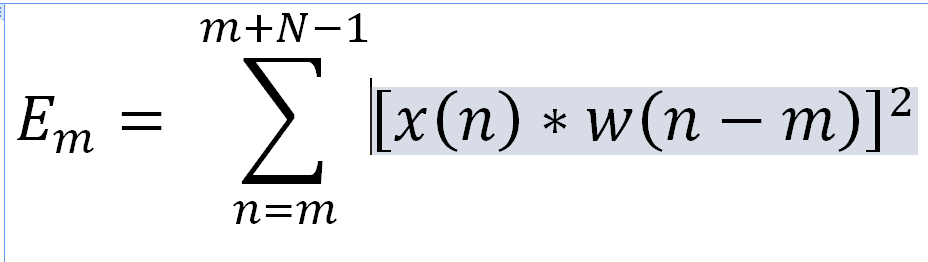 m+N−1
E_m = ∑ [x(n) * w(n − m)]²
n=m